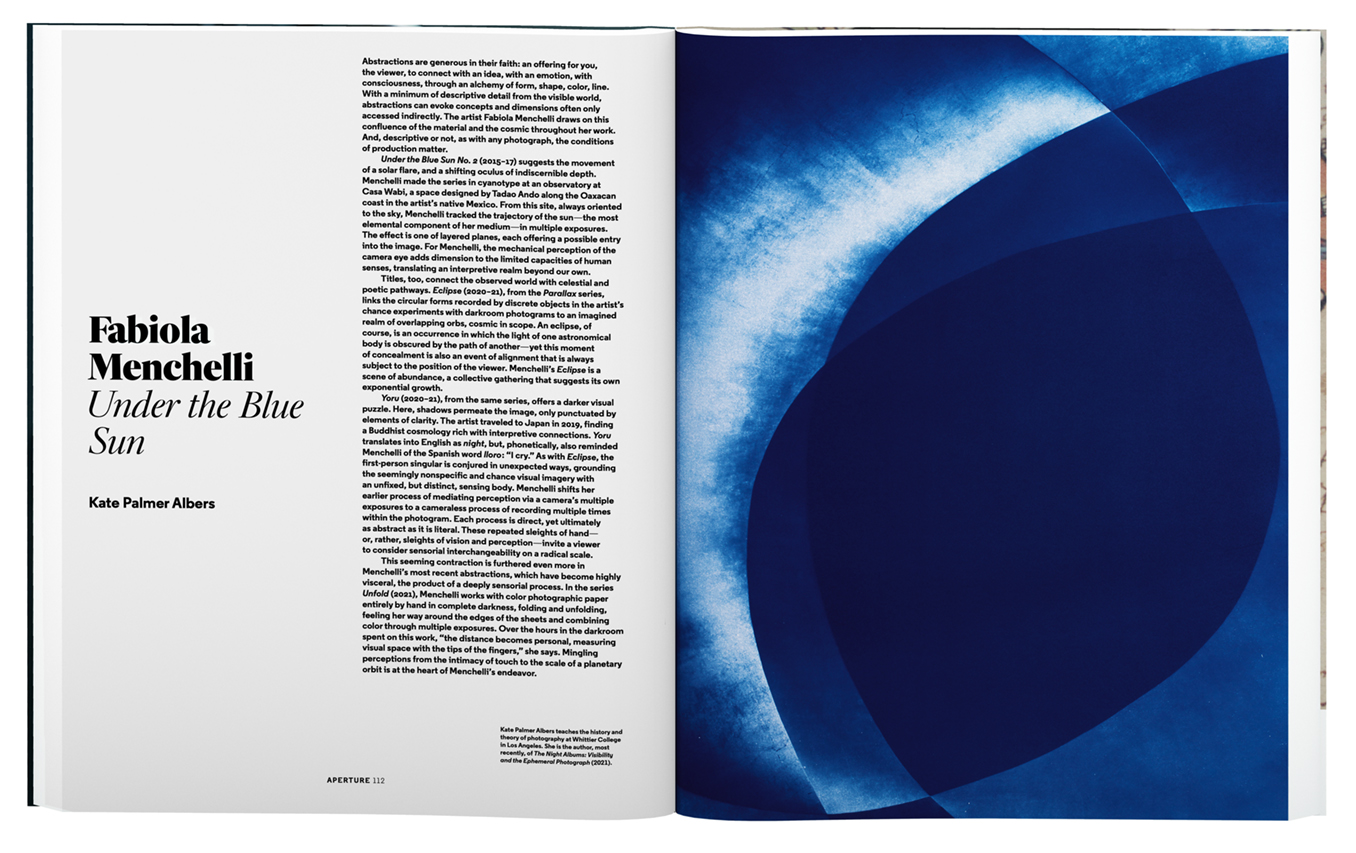 Fabiola
Menchelli
Under the Blue
Sun
Kate Palmer Albers
Abstractions are generous in their faith: an offering for you,
the viewer, to connect with an idea, with an emotion, with
consciousness, through an alchemy of form, shape, color, line.
With a minimum of descriptive detail from the visible world,
abstractions can evoke concepts and dimensions often only
accessed indirectly. The artist Fabiola Menchelli draws on this
confluence of the material and the cosmic throughout her work.
And, descriptive or not, as with any photograph, the conditions
of production matter.
Under the Blue Sun No. 2 (2015–17) suggests the movement
of a solar flare, and a shifting oculus of indiscernible depth.
Menchelli made the series in cyanotype at an observatory at
Casa Wabi, a space designed by Tadao Ando along the Oaxacan
coast in the artist's native Mexico. From this site, always oriented
to the sky, Menchelli tracked the trajectory of the sun—the most
elemental component of her medium—in multiple exposures.
The effect is one of layered planes, each offering a possible entry
into the image. For Menchelli, the mechanical perception of the
camera eye adds dimension to the limited capacities of human
senses, translating an interpretive realm beyond our own.
Titles, too, connect the observed world with celestial and
poetic pathways. Eclipse (2020–21), from the Parallax series,
links the circular forms recorded by discrete objects in the artist's
chance experiments with darkroom photograms to an imagined
realm of overlapping orbs, cosmic in scope. An eclipse, of
course, is an occurrence in which the light of one astronomical
body is obscured by the path of another—yet this moment
of concealment is also an event of alignment that is always
subject to the position of the viewer. Menchelli's Eclipse is a
scene of abundance, a collective gathering that suggests its own
exponential growth.
Yoru (2020–21), from the same series, offers a darker visual
puzzle. Here, shadows permeate the image, only punctuated by
elements of clarity. The artist traveled to Japan in 2019, finding
a Buddhist cosmology rich with interpretive connections. Yoru
translates into English as night, but, phonetically, also reminded
Menchelli of the Spanish word lloro: "I cry." As with Eclipse, the
first-person singular is conjured in unexpected ways, grounding
the seemingly nonspecific and chance visual imagery with
an unfixed, but distinct, sensing body. Menchelli shifts her
earlier process of mediating perception via a camera's multiple
exposures to a cameraless process of recording multiple times
within the photogram. Each process is direct, yet ultimately
as abstract as it is literal. These repeated sleights of hand—
or, rather, sleights of vision and perception—invite a viewer
to consider sensorial interchangeability on a radical scale.
This seeming contraction is furthered even more in
Menchelli's most recent abstractions, which have become highly
visceral, the product of a deeply sensorial process. In the series
Unfold (2021), Menchelli works with color photographic paper
entirely by hand in complete darkness, folding and unfolding,
feeling her way around the edges of the sheets and combining
color through multiple exposures. Over the hours in the darkroom
spent on this work, "the distance becomes personal, measuring
visual space with the tips of the fingers," she says. Mingling
perceptions from the intimacy of touch to the scale of a planetary
orbit is at the heart of Menchelli's endeavor.
Kate Palmer Albers teaches the history and
theory of photography at Whittier College
in Los Angeles. She is the author, most
recently, of The Night Albums: Visibility
and the Ephemeral Photograph (2021).
APERTURE 112